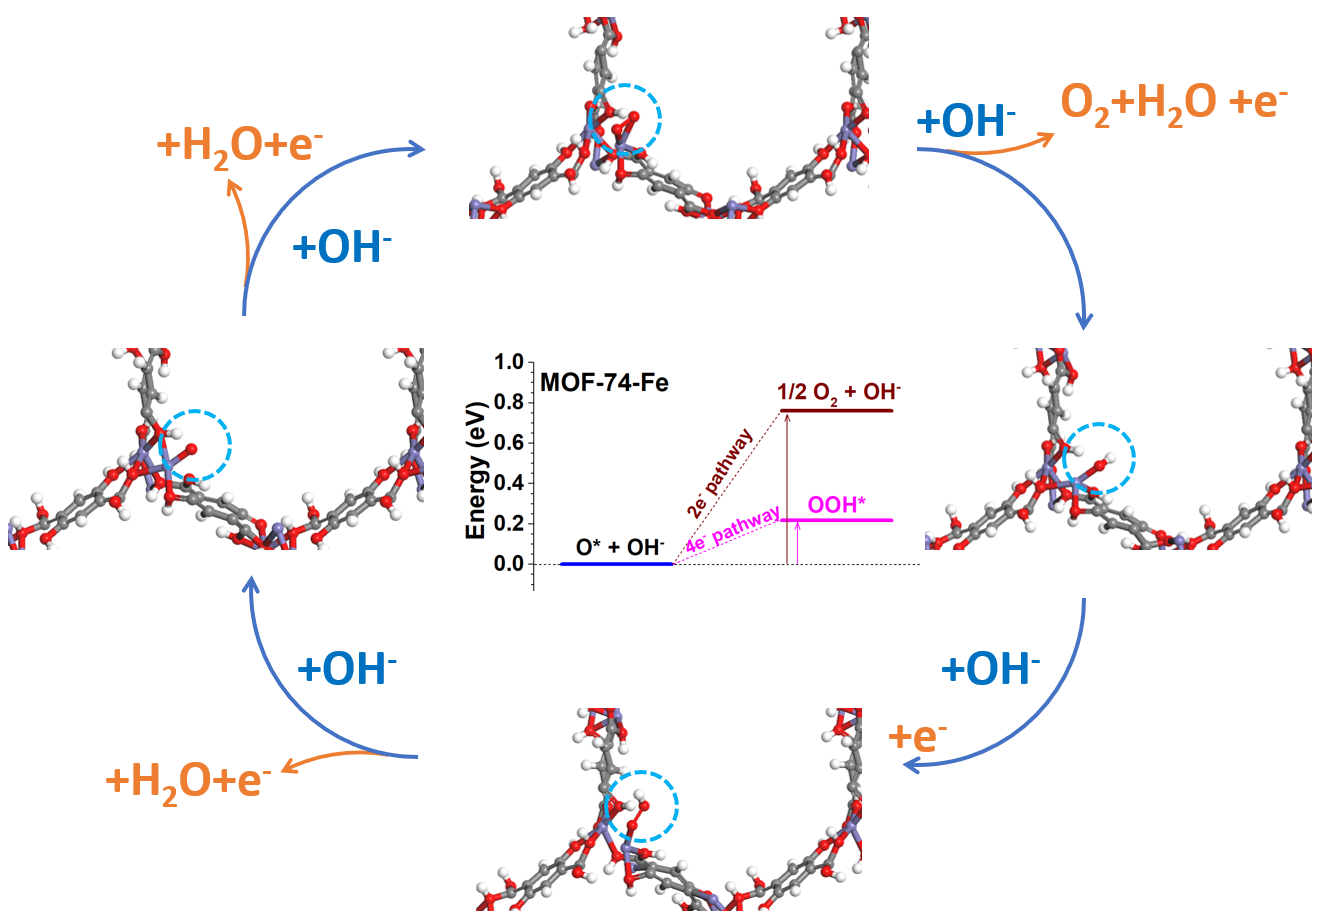 +H₂O+e⁻
+OH⁻
+OH⁻
O₂+H₂O +e⁻
1.0
0.8
0.6
0.4
0.2
0.0
Energy (eV)
MOF-74-Fe
1/2 O₂ + OH⁻
2e⁻ pathway
OOH*
4e⁻ pathway
O* + OH⁻
+OH⁻
+H₂O+e⁻
+OH⁻
+e⁻